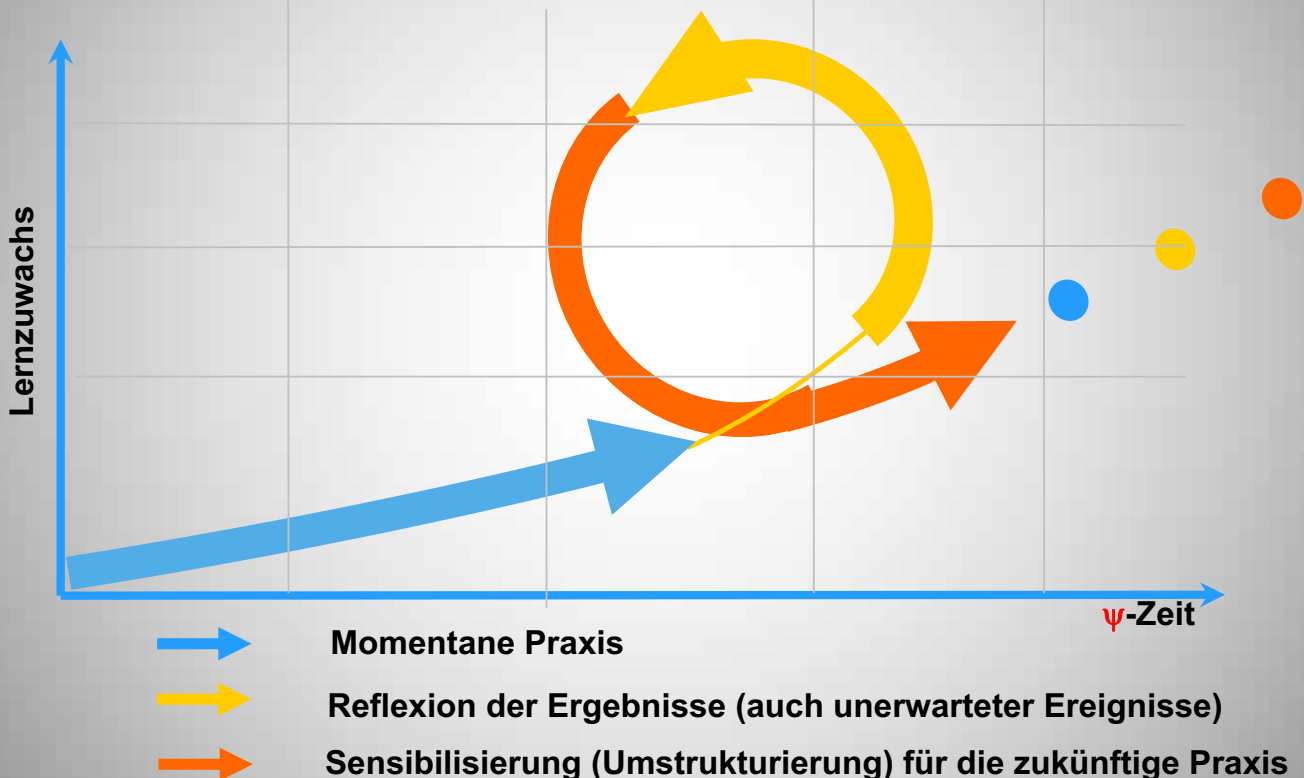 Lernzuwachs
ψ-Zeit
Momentane Praxis
Reflexion der Ergebnisse (auch unerwarteter Ereignisse)
Sensibilisierung (Umstrukturierung) für die zukünftige Praxis